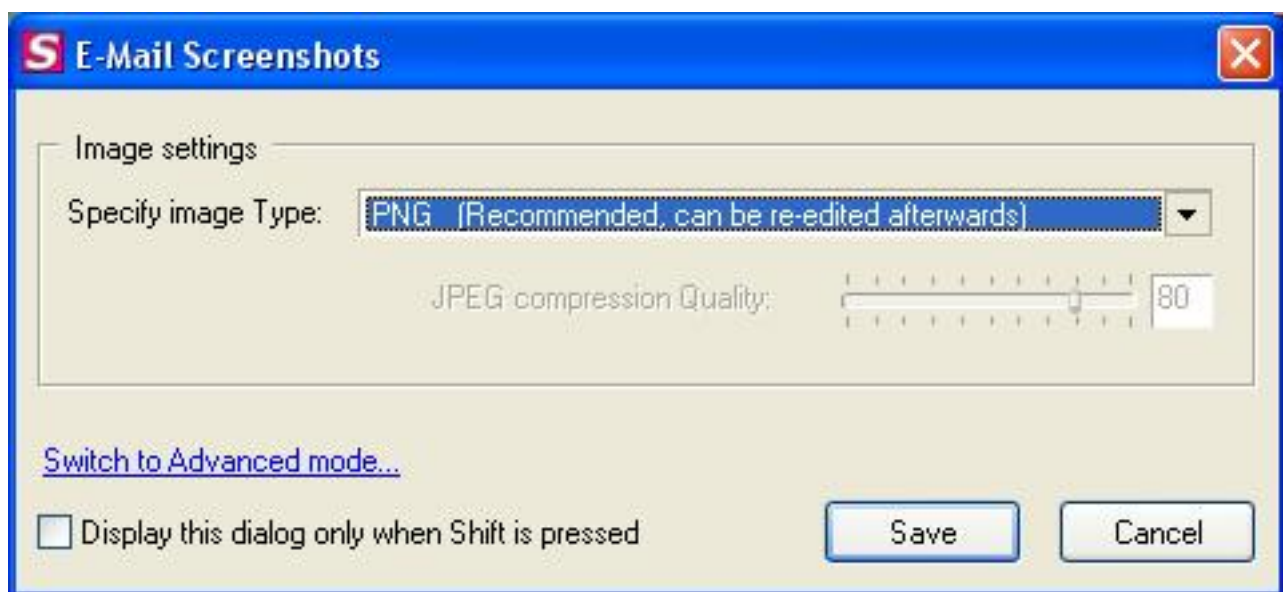 S E-Mail Screenshots
Image settings
Specify image Type: PNG (Recommended, can be re-edited afterwards)
JPEG compression Quality: 80
Switch to Advanced mode...
Display this dialog only when Shift is pressed Save Cancel